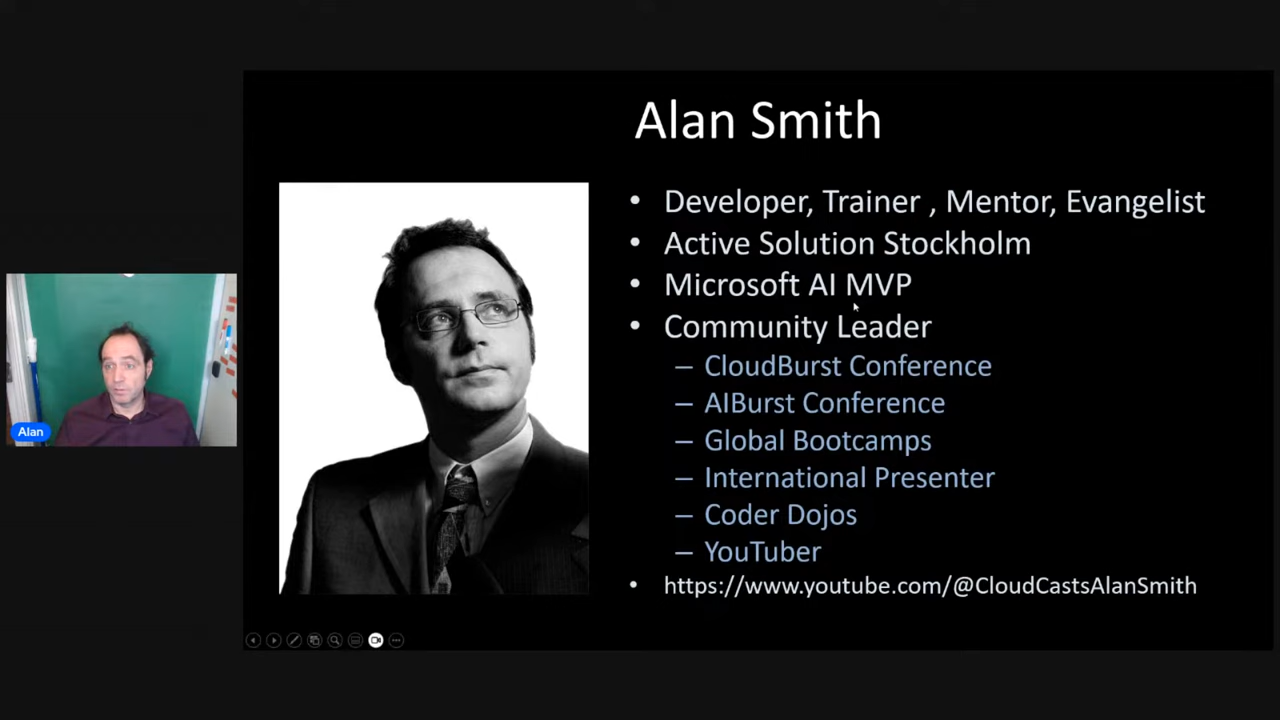 Alan Smith
• Developer, Trainer , Mentor, Evangelist
• Active Solution Stockholm
• Microsoft AI MVP
• Community Leader
– CloudBurst Conference
– AIBurst Conference
– Global Bootcamps
– International Presenter
– Coder Dojos
– YouTuber
• https://www.youtube.com/@CloudCastsAlanSmith
Alan